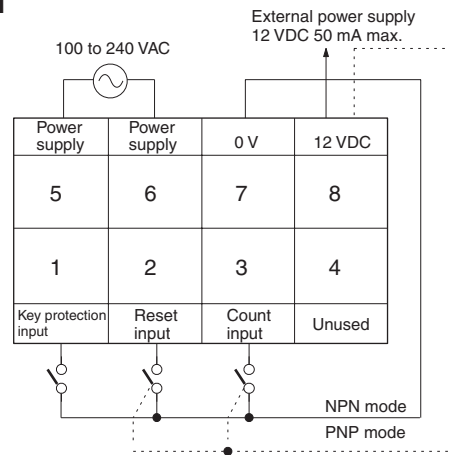 External power supply
12 VDC 50 mA max.
100 to 240 VAC
Power supply
Power supply
0 V
12 VDC
5
6
7
8
1
2
3
4
Key protection input
Reset input
Count input
Unused
NPN mode
PNP mode